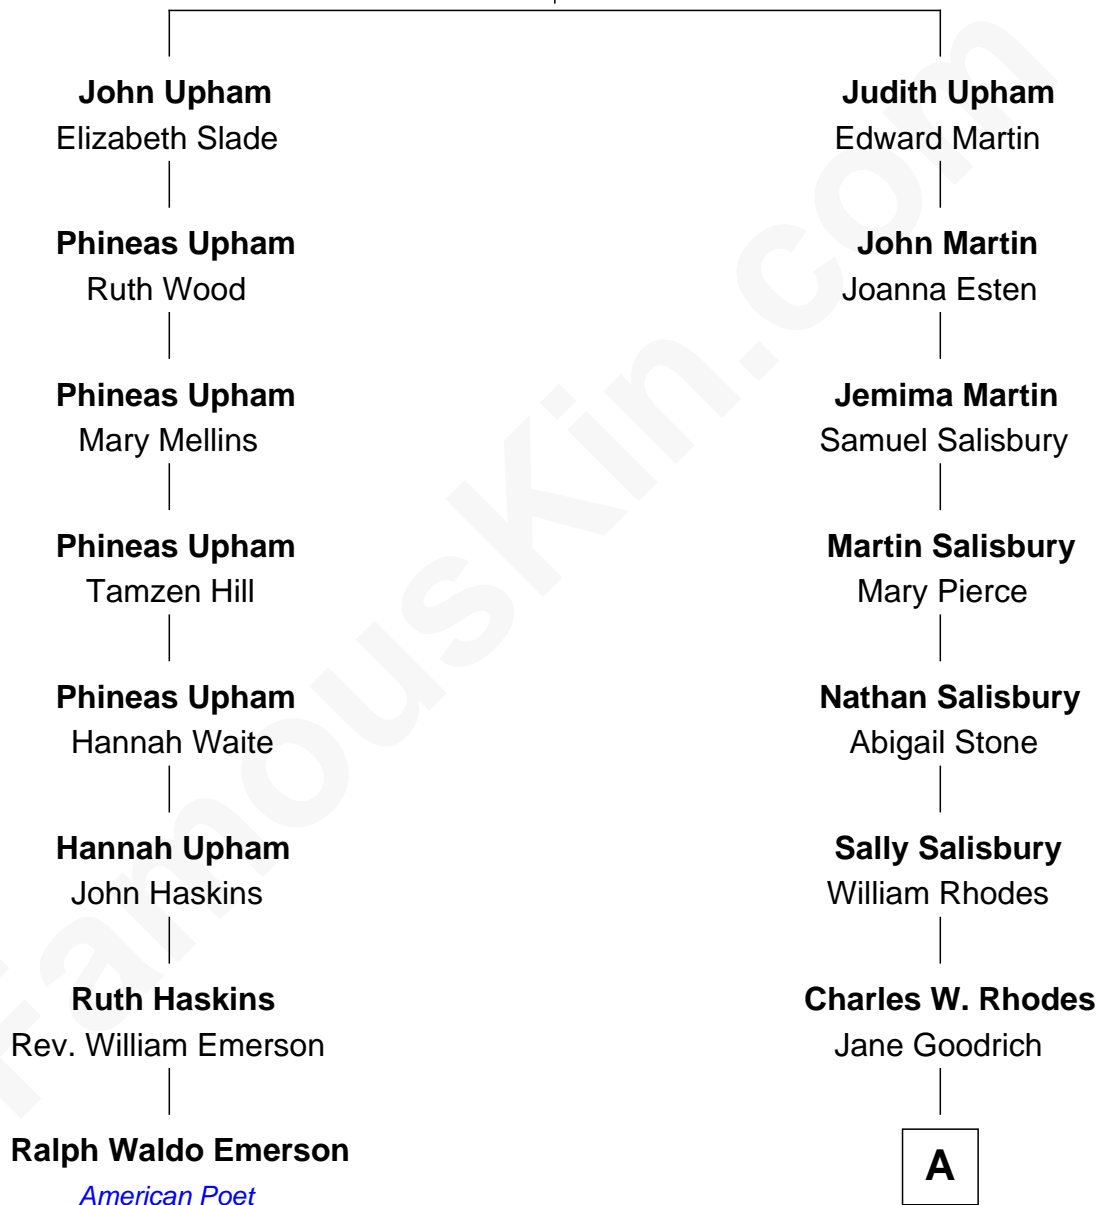 John Upham
Elizabeth Slade
Phineas Upham
Ruth Wood
Phineas Upham
Mary Mellins
Phineas Upham
Tamzen Hill
Phineas Upham
Hannah Waite
Hannah Upham
John Haskins
Ruth Haskins
Rev. William Emerson
Ralph Waldo Emerson
American Poet
Judith Upham
Edward Martin
John Martin
Joanna Esten
Jemima Martin
Samuel Salisbury
Martin Salisbury
Mary Pierce
Nathan Salisbury
Abigail Stone
Sally Salisbury
William Rhodes
Charles W. Rhodes
Jane Goodrich
A
FamousKin.com